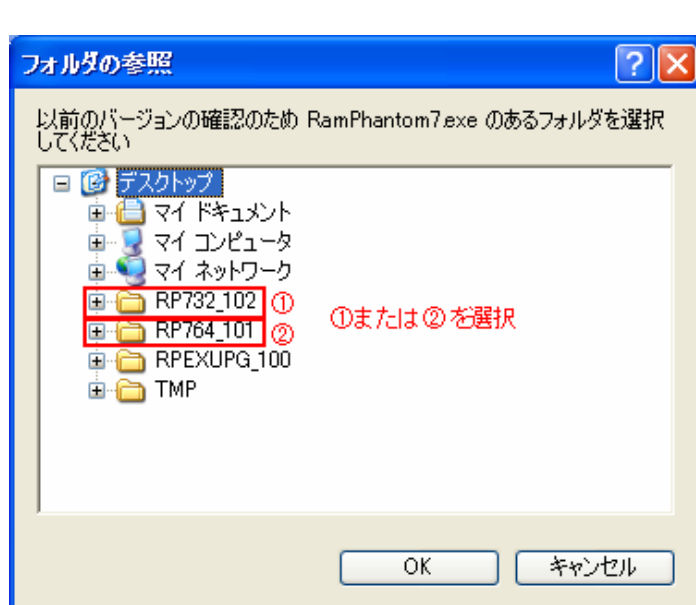 フォルダの参照
以前のバージョンの確認のため RamPhantom7.exe のあるフォルダを選択
してください
デスクトップ
マイ ドキュメント
マイ コンピュータ
マイ ネットワーク
RP732_102 ①
RP764_101 ②
①または②を選択
RPEXUPG_100
TMP
OK キャンセル